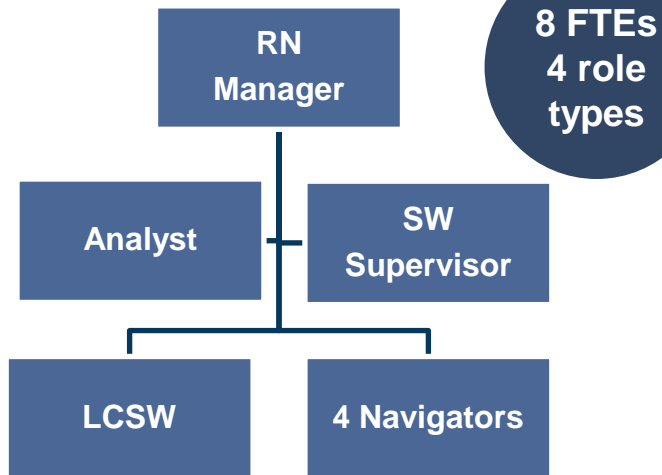 8 FTEs
4 role
types
RN
Manager
Analyst
SW
Supervisor
LCSW
4 Navigators